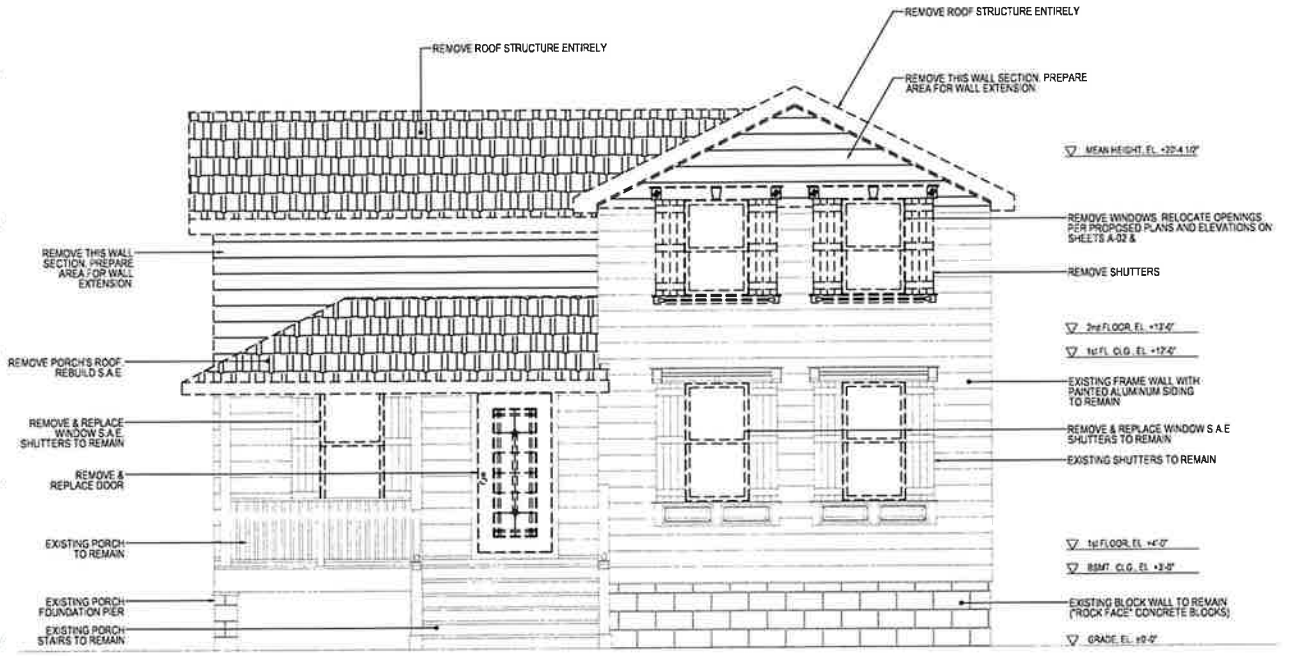 REMOVE ROOF STRUCTURE ENTIRELY
REMOVE ROOF STRUCTURE ENTIRELY
REMOVE THIS WALL SECTION. PREPARE
AREA FOR WALL EXTENSION
MEAN HEIGHT, EL. +20'-4 1/2"
REMOVE WINDOWS. RELOCATE OPENINGS
PER PROPOSED PLANS AND ELEVATIONS ON
SHEETS A-02 &
REMOVE THIS WALL
SECTION. PREPARE
AREA FOR WALL
EXTENSION
REMOVE SHUTTERS
2nd FLOOR, EL. +13'-0"
1st FL. CLG., EL. +12'-0"
REMOVE PORCH'S ROOF.
REBUILD S.A.E.
EXISTING FRAME WALL WITH
PAINTED ALUMINUM SIDING
TO REMAIN
REMOVE & REPLACE
WINDOW S.A.E.
SHUTTERS TO REMAIN
REMOVE & REPLACE WINDOW S.A.E
SHUTTERS TO REMAIN
EXISTING SHUTTERS TO REMAIN
REMOVE &
REPLACE DOOR
EXISTING PORCH
TO REMAIN
1st FLOOR, EL. +4'-0"
BSMT. CLG., EL. +3'-0"
EXISTING PORCH
FOUNDATION PIER
EXISTING BLOCK WALL TO REMAIN
("ROCK FACE" CONCRETE BLOCKS)
EXISTING PORCH
STAIRS TO REMAIN
GRADE, EL. ±0'-0"